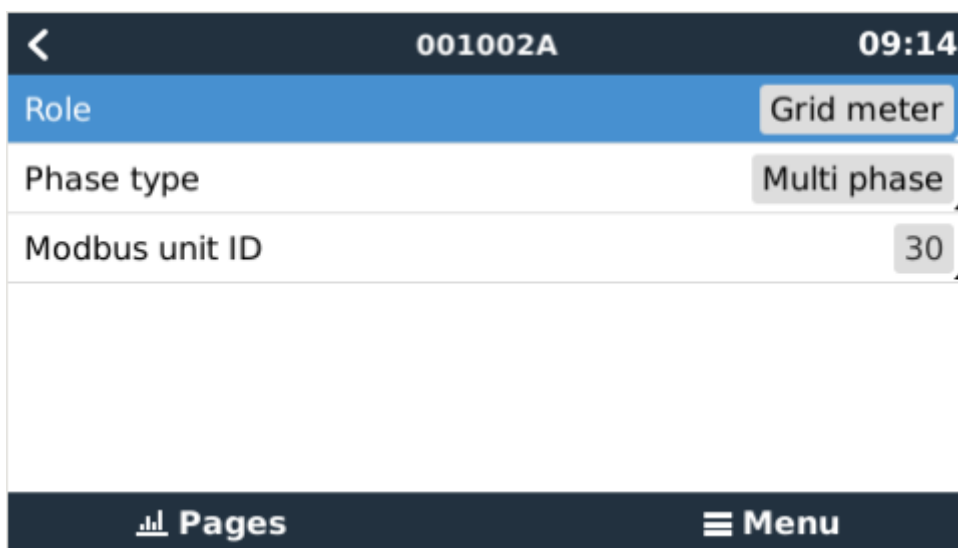 001002A 09:14
Role Grid meter
Phase type Multi phase
Modbus unit ID 30
Pages Menu